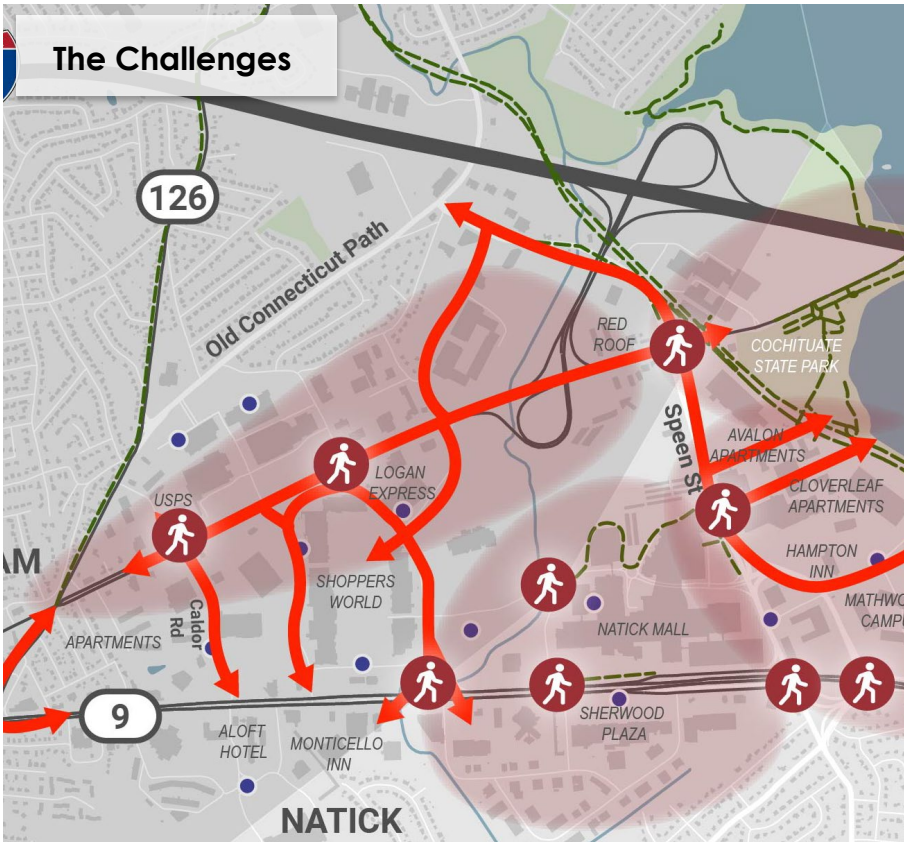 The Challenges
126
Old Connecticut Path
RED
ROOF
COCHITUATE
STATE PARK
Speen St
AVALON
APARTMENTS
CLOVERLEAF
APARTMENTS
LOGAN
EXPRESS
USPS
HAMPTON
INN
AM
SHOPPERS
WORLD
Caldor
Rd
MATHWO
CAMPU
NATICK MALL
APARTMENTS
9
SHERWOOD
PLAZA
ALOFT
HOTEL
MONTICELLO
INN
NATICK